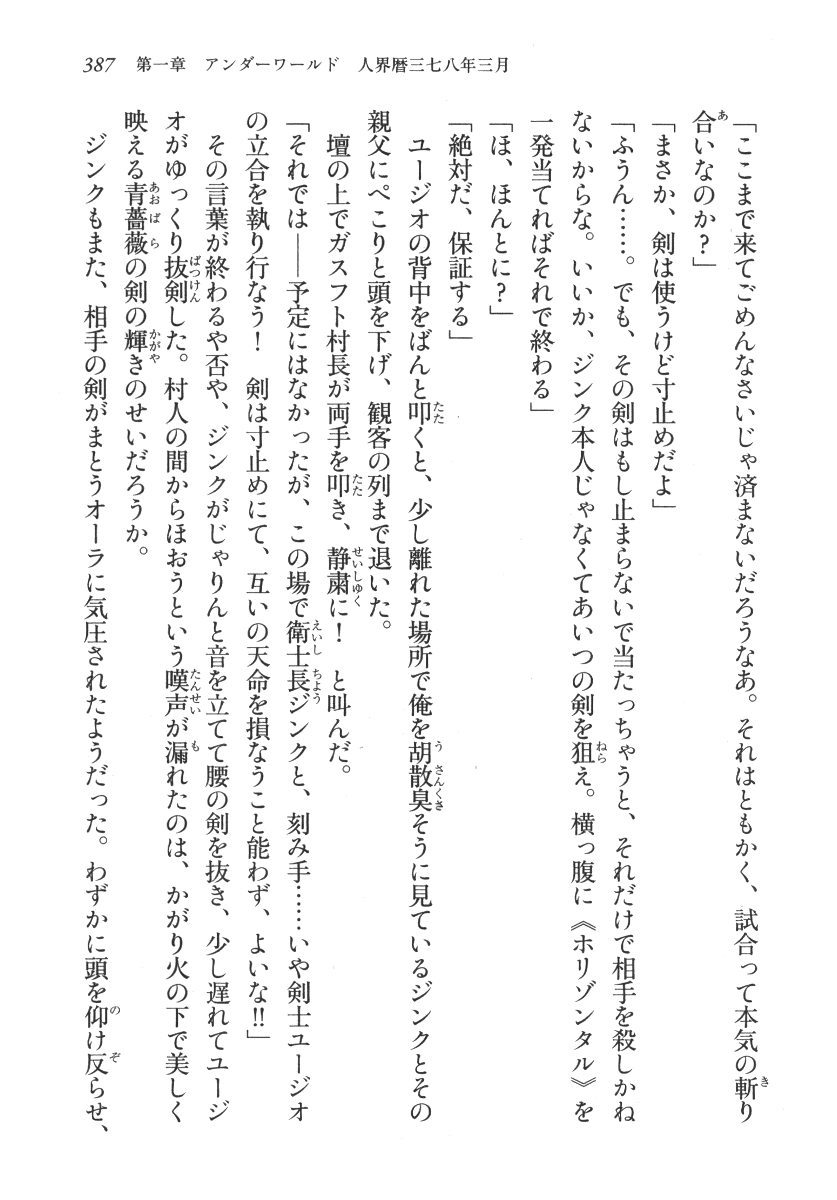 387 第一章 アンダーワールド 人界暦三七八年三月
「ここまで来てごめんなさいじゃ済まないだろうなあ。それはともかく、試合って本気の斬り
合いなのか?」
「まさか、剣は使うけど寸止めだよ」
「ふうん……。でも、その剣はもし止まらないで当たっちゃうと、それだけで相手を殺しかね
ないからな。いいか、ジンク本人じゃなくてあいつの剣を狙え。横っ腹に《ホリゾンタル》を
一発当てればそれで終わる」
「ほ、ほんとに?」
「絶対だ、保証する」
ユージオの背中をばんと叩くと、少し離れた場所で俺を胡散臭そうに見ているジンクとその
親父にぺこりと頭を下げ、観客の列まで退いた。
壇の上でガスフト村長が両手を叩き、静粛に! と叫んだ。
「それでは――予定にはなかったが、この場で衛士長ジンクと、刻み手……いや剣士ユージオ
の立合を執り行なう! 剣は寸止めにて、互いの天命を損なうこと能わず、よいな!!」
その言葉が終わるや否や、ジンクがじゃりんと音を立てて腰の剣を抜き、少し遅れてユージ
オがゆっくり抜剣した。村人の間からほおうという嘆声が漏れたのは、かがり火の下で美しく
映える青薔薇の剣の輝きのせいだろうか。
ジンクもまた、相手の剣がまとうオーラに気圧されたようだった。わずかに頭を仰け反らせ、